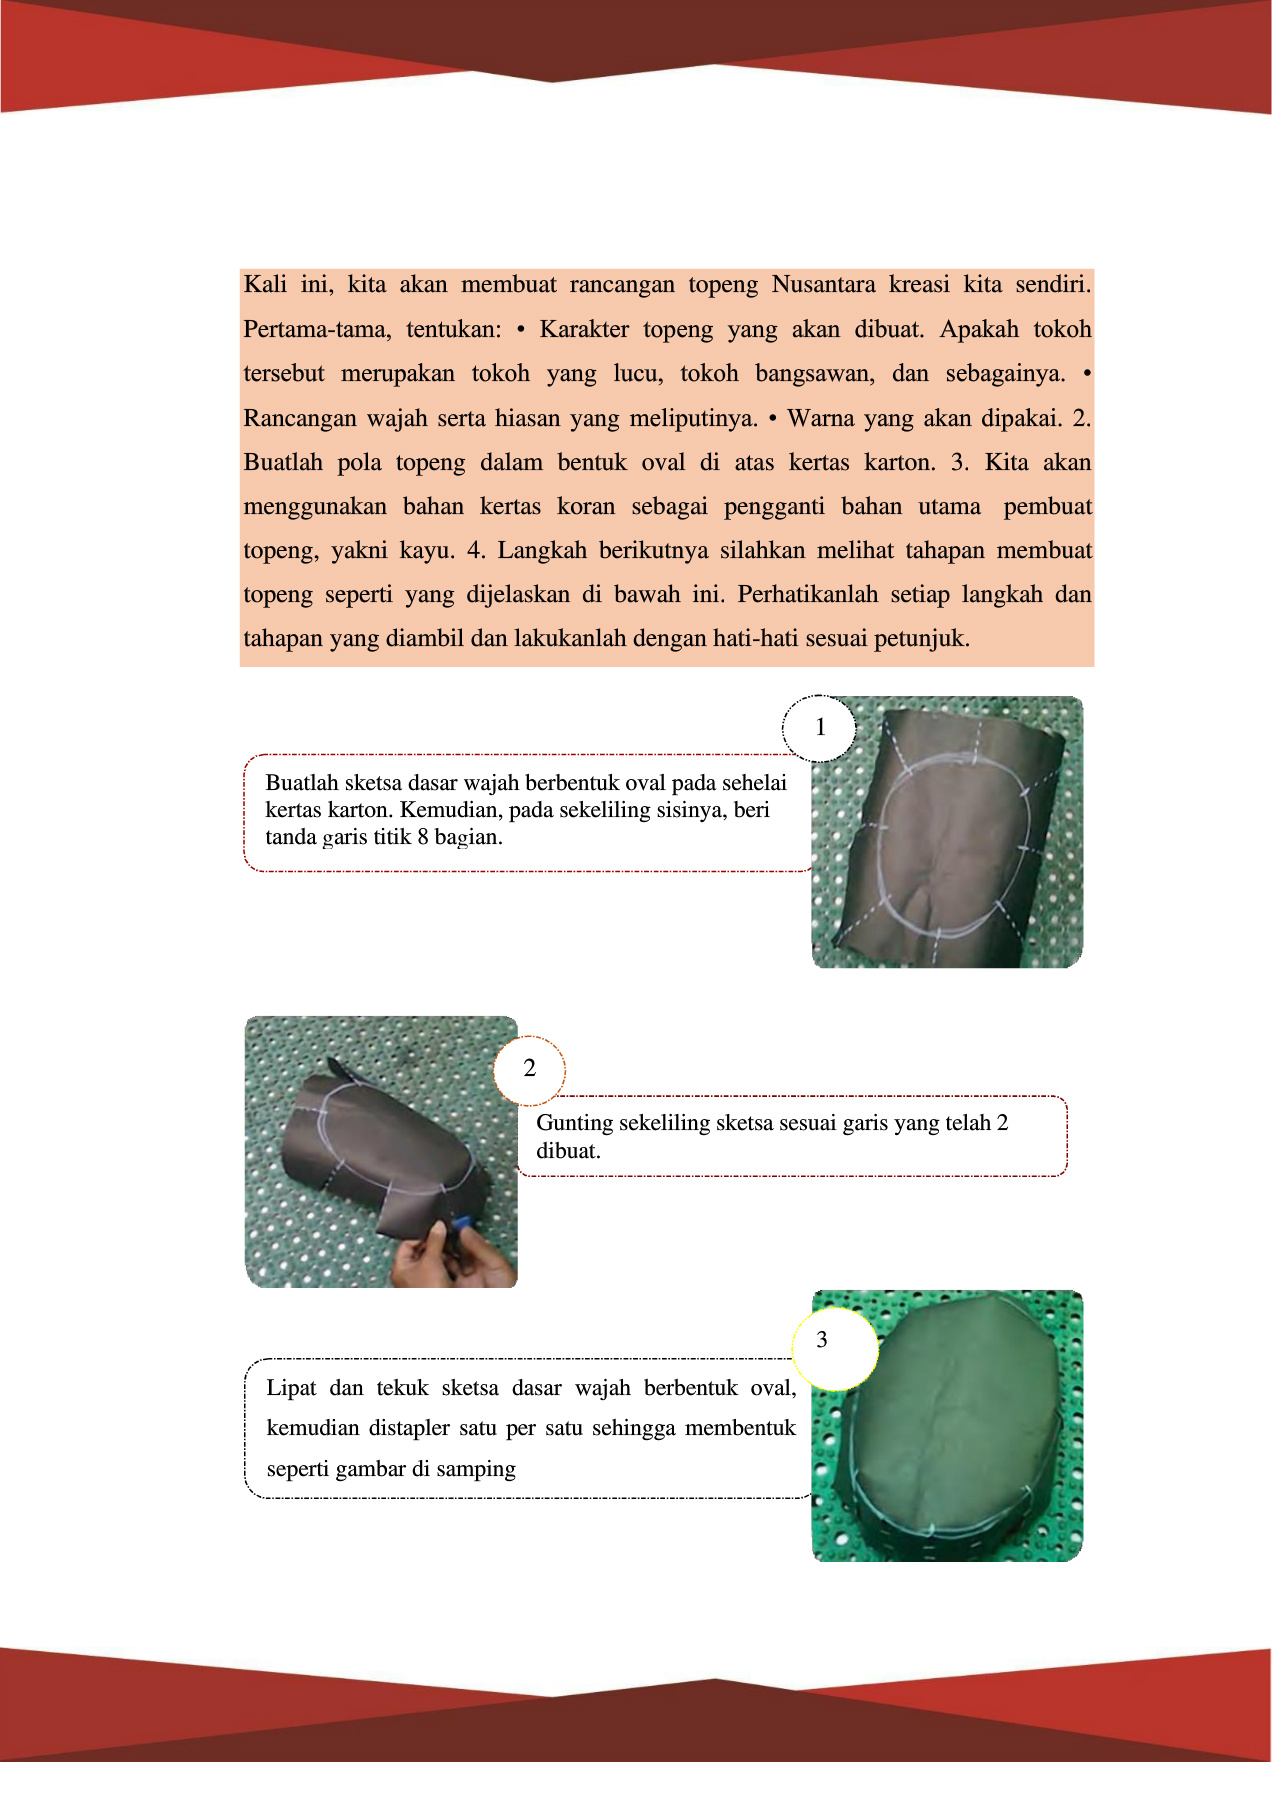 Kali ini, kita akan membuat rancangan topeng Nusantara kreasi kita sendiri.
Pertama-tama, tentukan: • Karakter topeng yang akan dibuat. Apakah tokoh
tersebut merupakan tokoh yang lucu, tokoh bangsawan, dan sebagainya. •
Rancangan wajah serta hiasan yang meliputinya. • Warna yang akan dipakai. 2.
Buatlah pola topeng dalam bentuk oval di atas kertas karton. 3. Kita akan
menggunakan bahan kertas koran sebagai pengganti bahan utama pembuat
topeng, yakni kayu. 4. Langkah berikutnya silahkan melihat tahapan membuat
topeng seperti yang dijelaskan di bawah ini. Perhatikanlah setiap langkah dan
tahapan yang diambil dan lakukanlah dengan hati-hati sesuai petunjuk.
1
Buatlah sketsa dasar wajah berbentuk oval pada sehelai
kertas karton. Kemudian, pada sekeliling sisinya, beri
tanda garis titik 8 bagian.
2
Gunting sekeliling sketsa sesuai garis yang telah 2
dibuat.
3
Lipat dan tekuk sketsa dasar wajah berbentuk oval,
kemudian distapler satu per satu sehingga membentuk
seperti gambar di samping